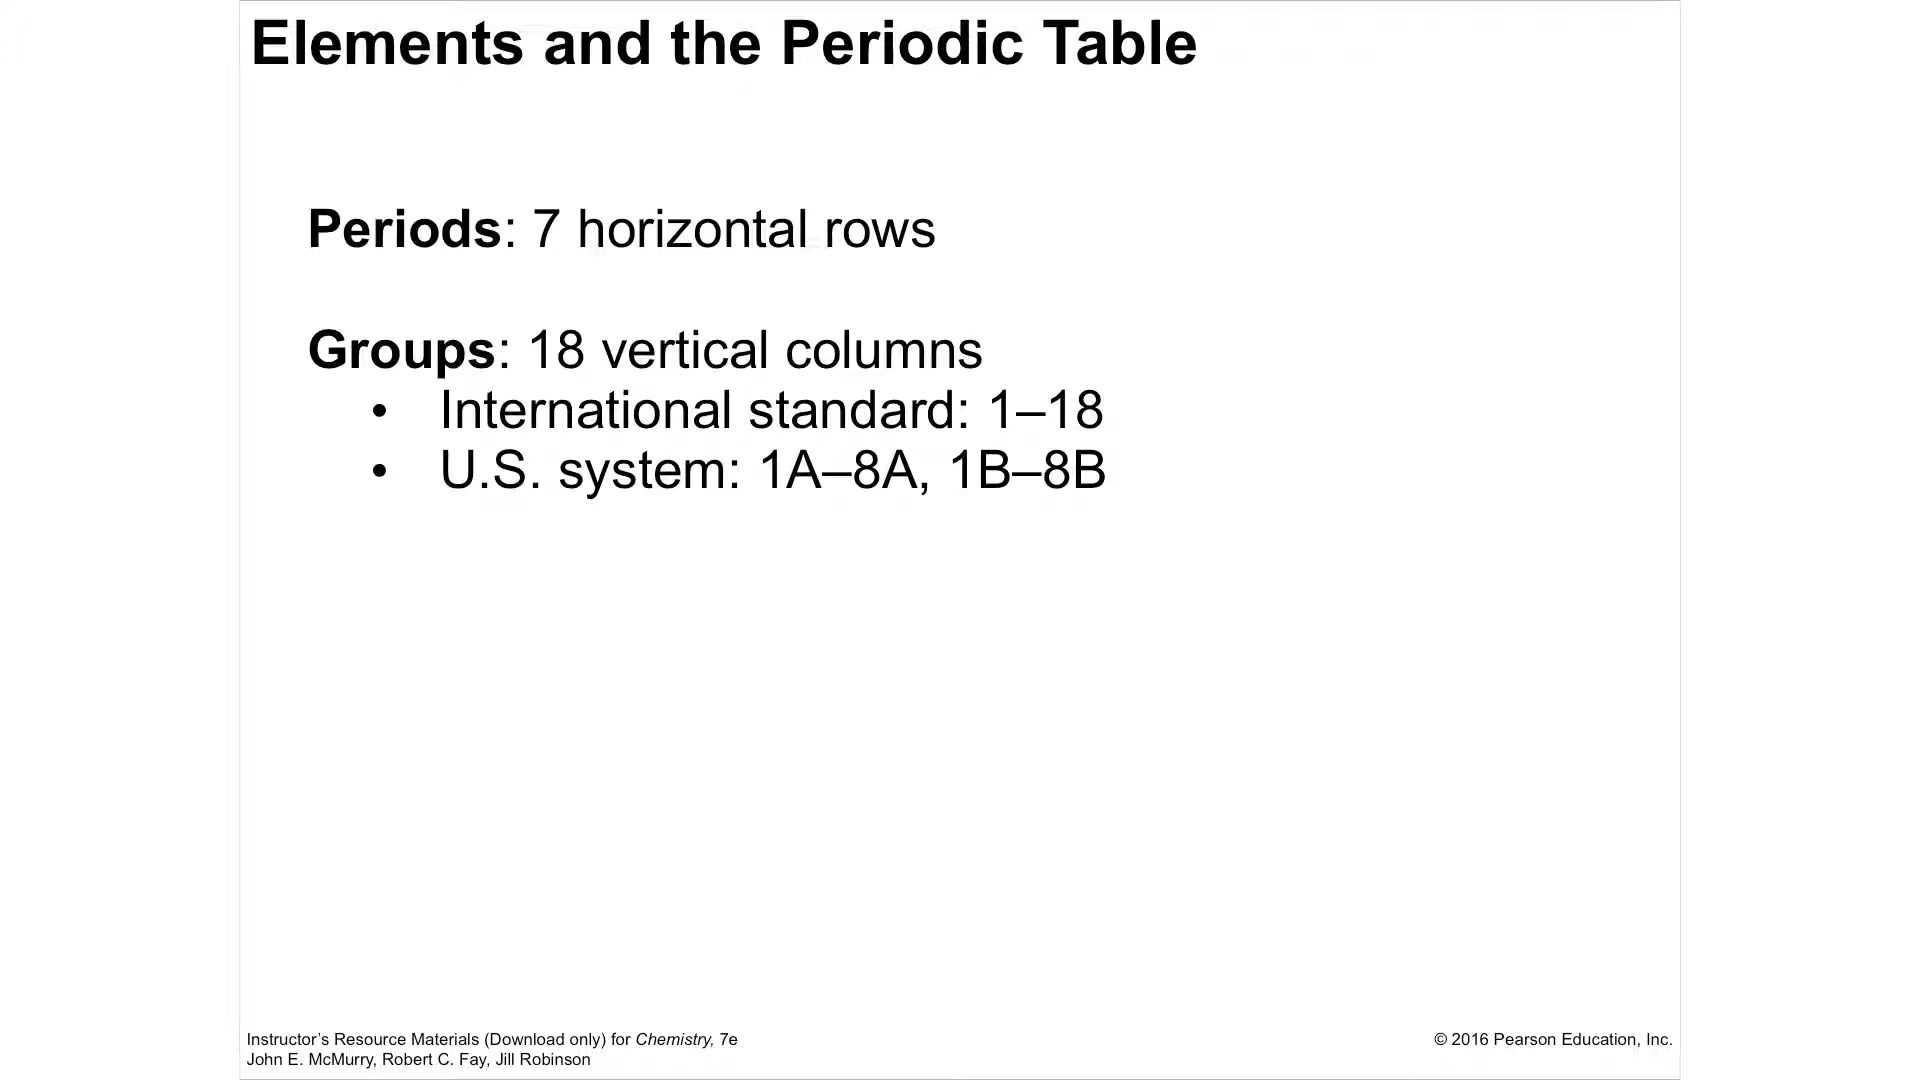 Elements and the Periodic Table
Periods: 7 horizontal rows
Groups: 18 vertical columns
• International standard: 1–18
• U.S. system: 1A–8A, 1B–8B
Instructor’s Resource Materials (Download only) for Chemistry, 7e
John E. McMurry, Robert C. Fay, Jill Robinson
© 2016 Pearson Education, Inc.